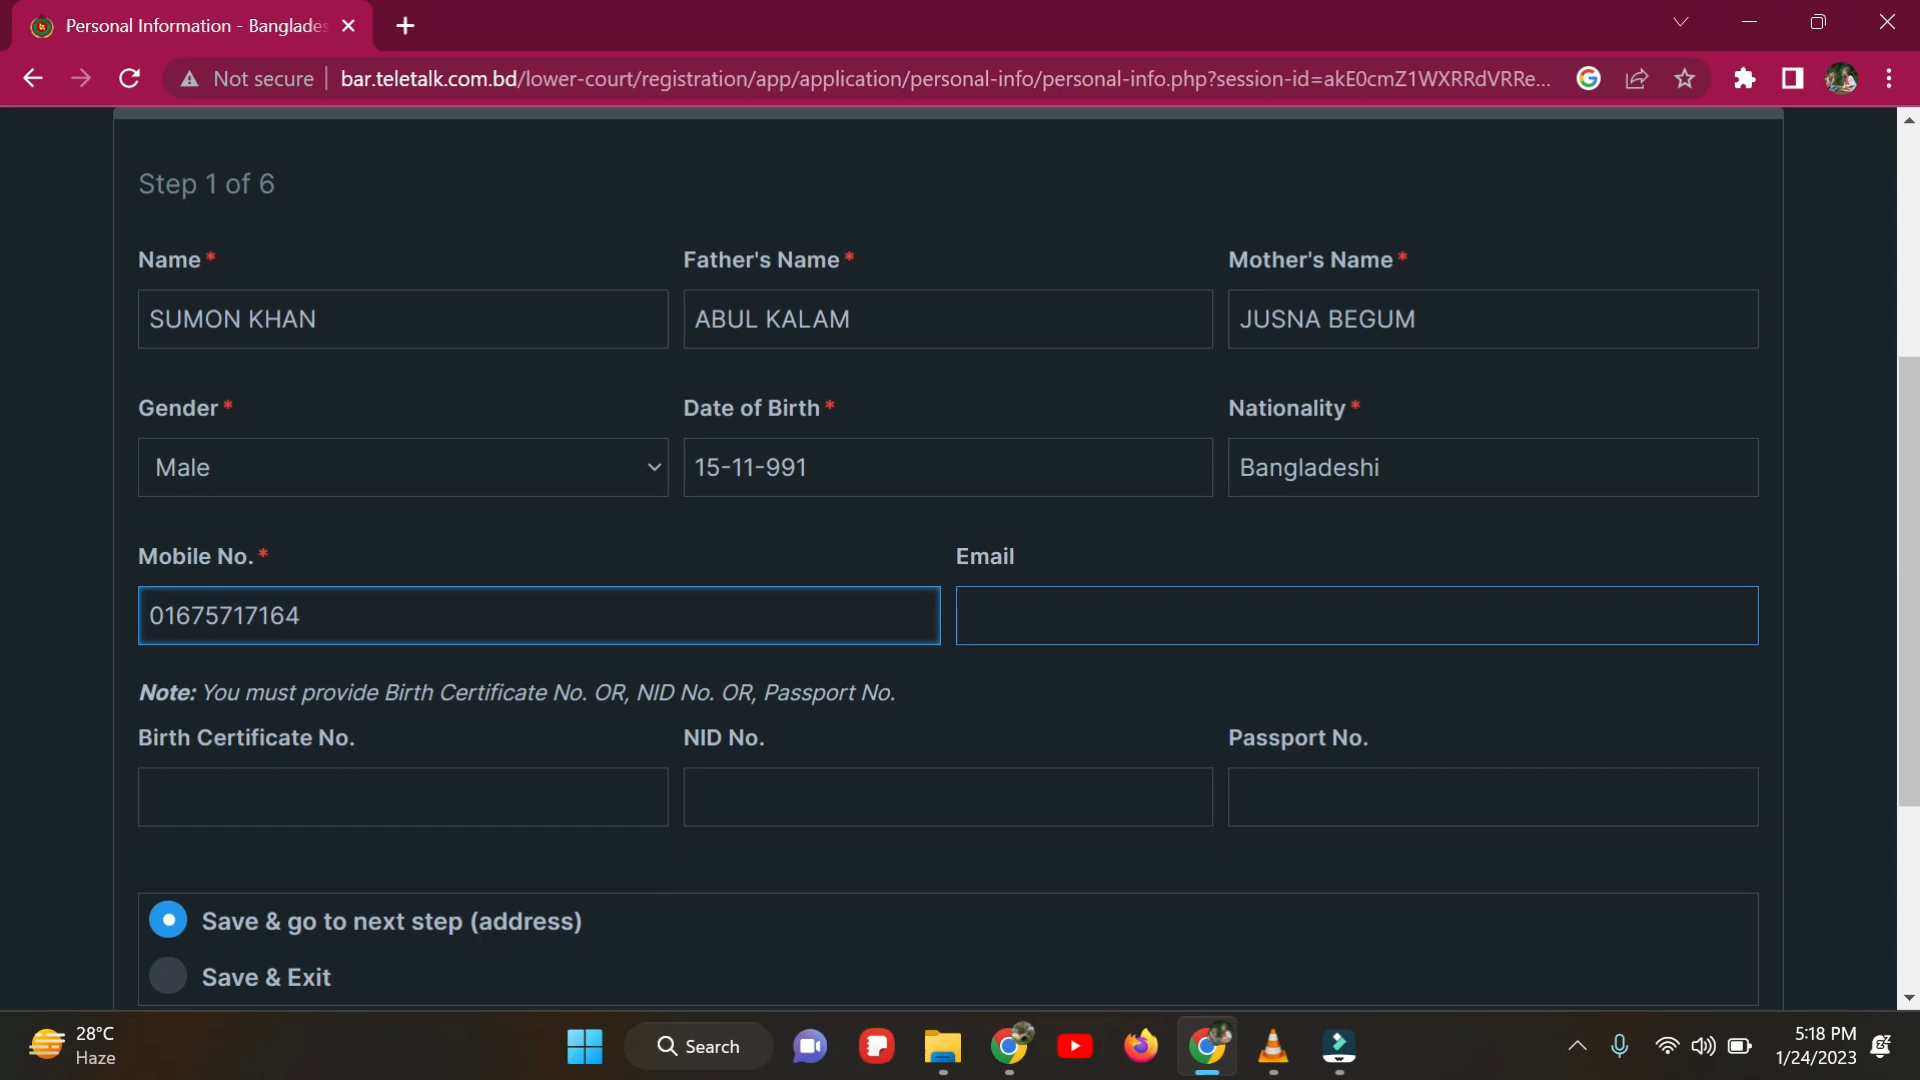 Personal Information - Banglades
Not secure
bar.teletalk.com.bd/lower-court/registration/app/application/personal-info/personal-info.php?session-id=akE0cmZ1WXRRdVRRe...
Step 1 of 6
Name* Father's Name* Mother's Name*
SUMON KHAN ABUL KALAM JUSNA BEGUM
Gender* Date of Birth* Nationality*
Male 15-11-991 Bangladeshi
Mobile No.* Email
01675717164
Note: You must provide Birth Certificate No. OR, NID No. OR, Passport No.
Birth Certificate No. NID No. Passport No.
Save & go to next step (address)
Save & Exit
28°C
Haze
Search
5:18 PM
1/24/2023